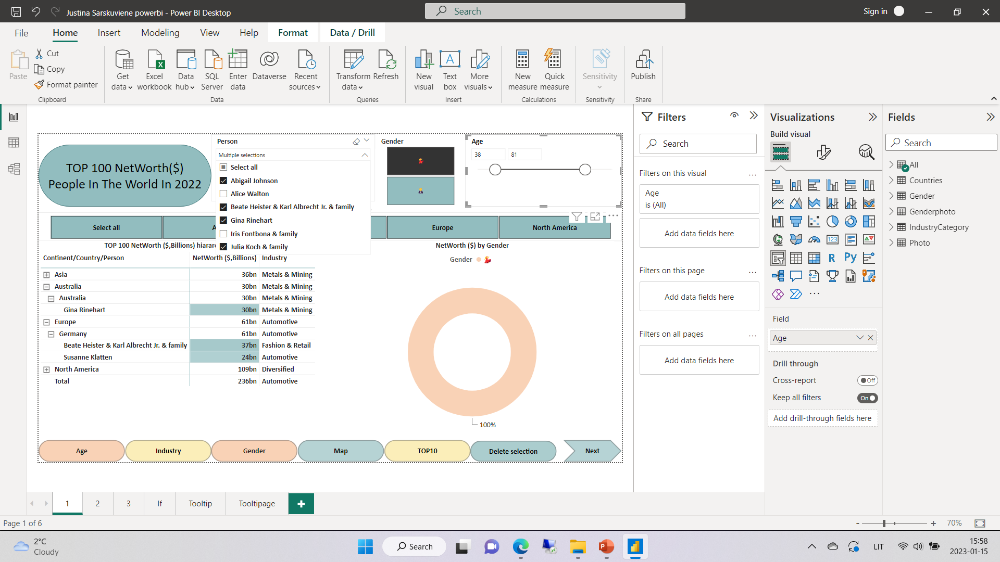 Justina Sarskuviene powerbi - Power BI Desktop
Search
Sign in
File
Home
Insert
Modeling
View
Help
Format
Data / Drill
Paste
Cut
Copy
Format painter
Clipboard
Get data
Excel workbook
Data hub
SQL Server
Enter data
Dataverse
Recent sources
Data
Transform data
Refresh
Queries
New visual
Text box
More visuals
Insert
New measure
Quick measure
Calculations
Sensitivity
Sensitivity
Publish
Share
TOP 100 NetWorth($)
People In The World In 2022
Person
Multiple selections
Select all
Abigail Johnson
Alice Walton
Beate Heister & Karl Albrecht Jr. & family
Gina Rinehart
Iris Fontbona & family
Julia Koch & family
Gender
Age
38
81
Select all
A
Europe
North America
TOP 100 NetWorth ($,Billions) hiarar
Continent/Country/Person NetWorth ($,Billions) Industry
Asia 36bn Metals & Mining
Australia 30bn Metals & Mining
Australia 30bn Metals & Mining
Gina Rinehart 30bn Metals & Mining
Europe 61bn Automotive
Germany 61bn Automotive
Beate Heister & Karl Albrecht Jr. & family 37bn Fashion & Retail
Susanne Klatten 24bn Automotive
North America 109bn Diversified
Total 236bn Automotive
NetWorth ($) by Gender
Gender
100%
Age
Industry
Gender
Map
TOP10
Delete selection
Next
Filters
Search
Filters on this visual
Age
is (All)
Add data fields here
Filters on this page
Add data fields here
Filters on all pages
Add data fields here
Visualizations
Build visual
123
R
Py
Field
Age
Drill through
Cross-report
Off
Keep all filters
On
Add drill-through fields here
Fields
Search
All
Countries
Gender
Genderphoto
IndustryCategory
Photo
1
2
3
If
Tooltip
Tooltipage
Page 1 of 6
- + 70%
2°C
Cloudy
Search
LIT
15:58
2023-01-15